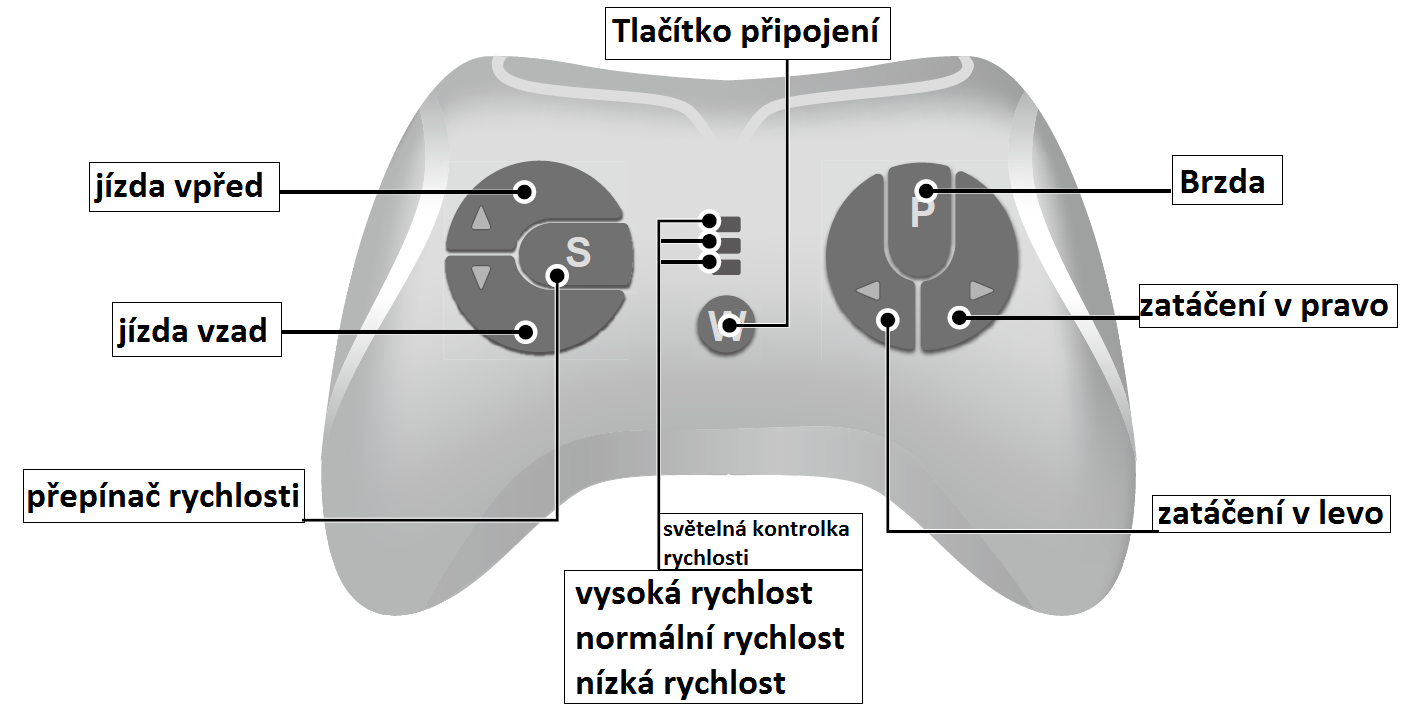 Tlačítko připojení
jízda vpřed
Brzda
P
S
zatáčení v pravo
jízda vzad
W
přepínač rychlosti
zatáčení v levo
světelná kontrolka
rychlosti
vysoká rychlost
normální rychlost
nízká rychlost